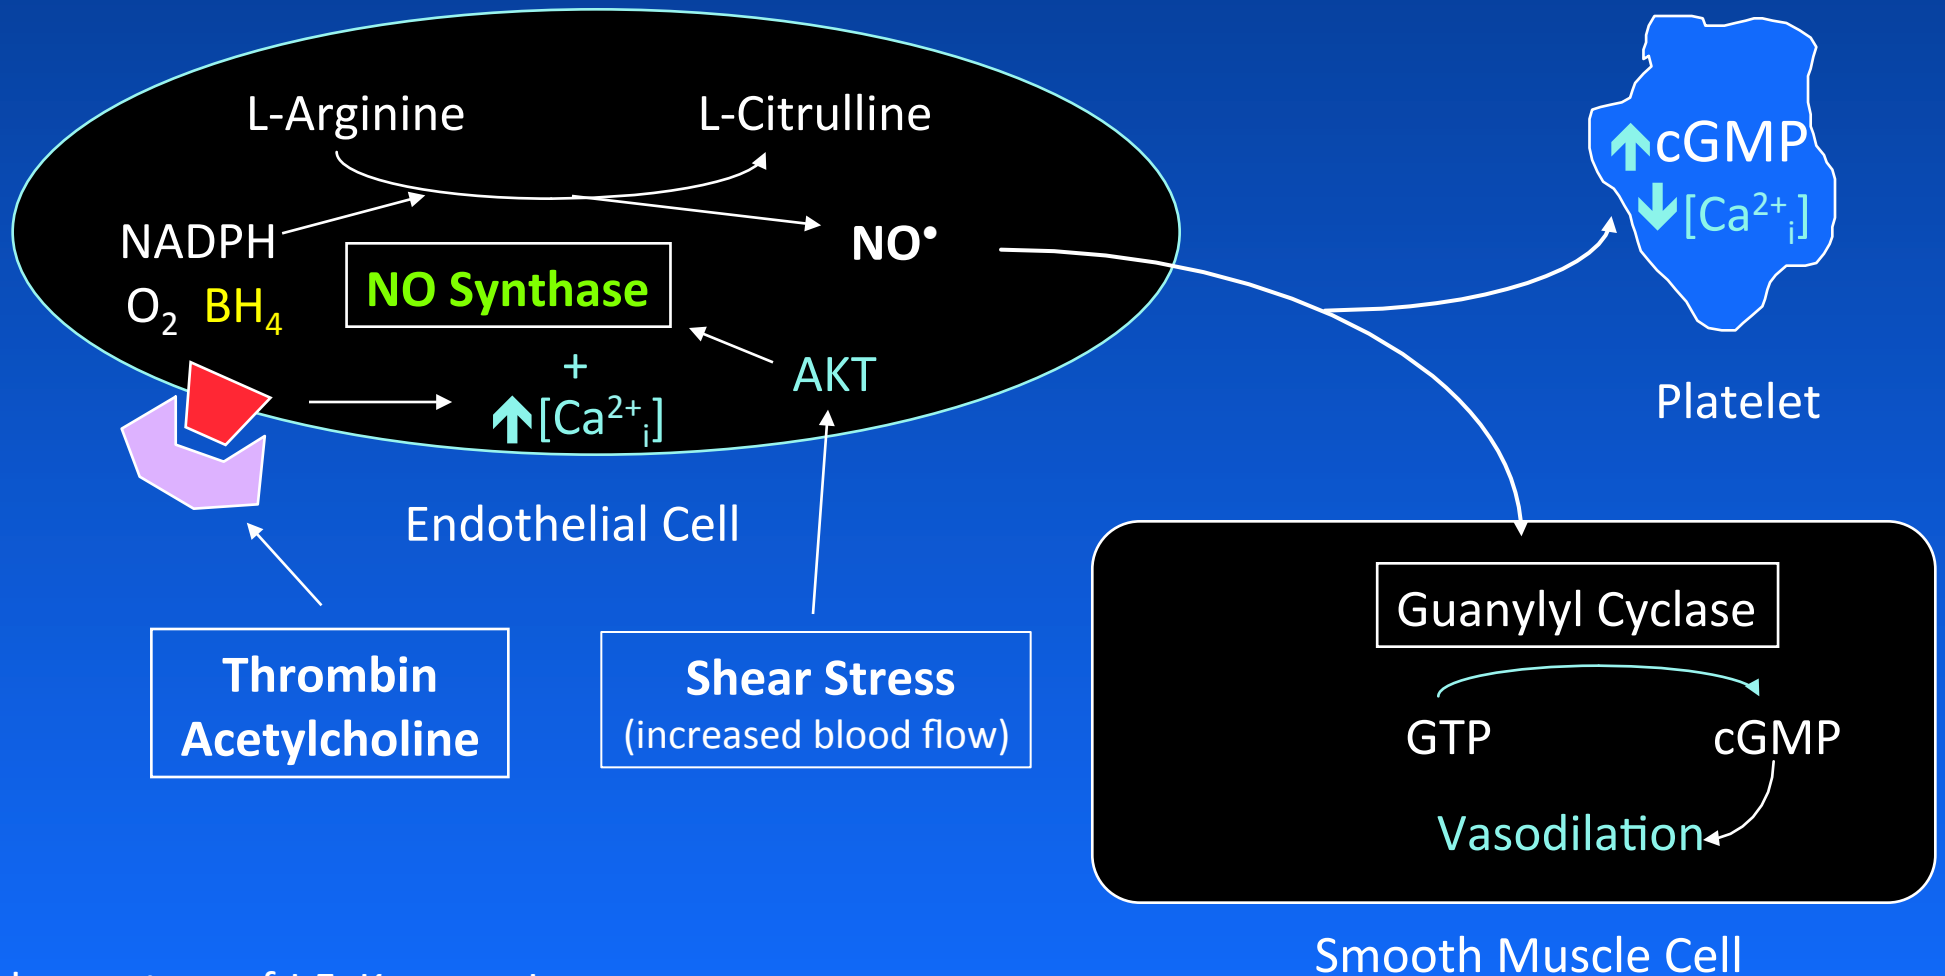 L-Arginine
L-Citrulline
NADPH
O2 BH4
NO Synthase
NO•
+
[Ca2+i]
AKT
Endothelial Cell
Thrombin
Acetylcholine
Shear Stress
(increased blood flow)
cGMP
[Ca2+i]
Platelet
Guanylyl Cyclase
GTP
cGMP
Vasodilation
Smooth Muscle Cell